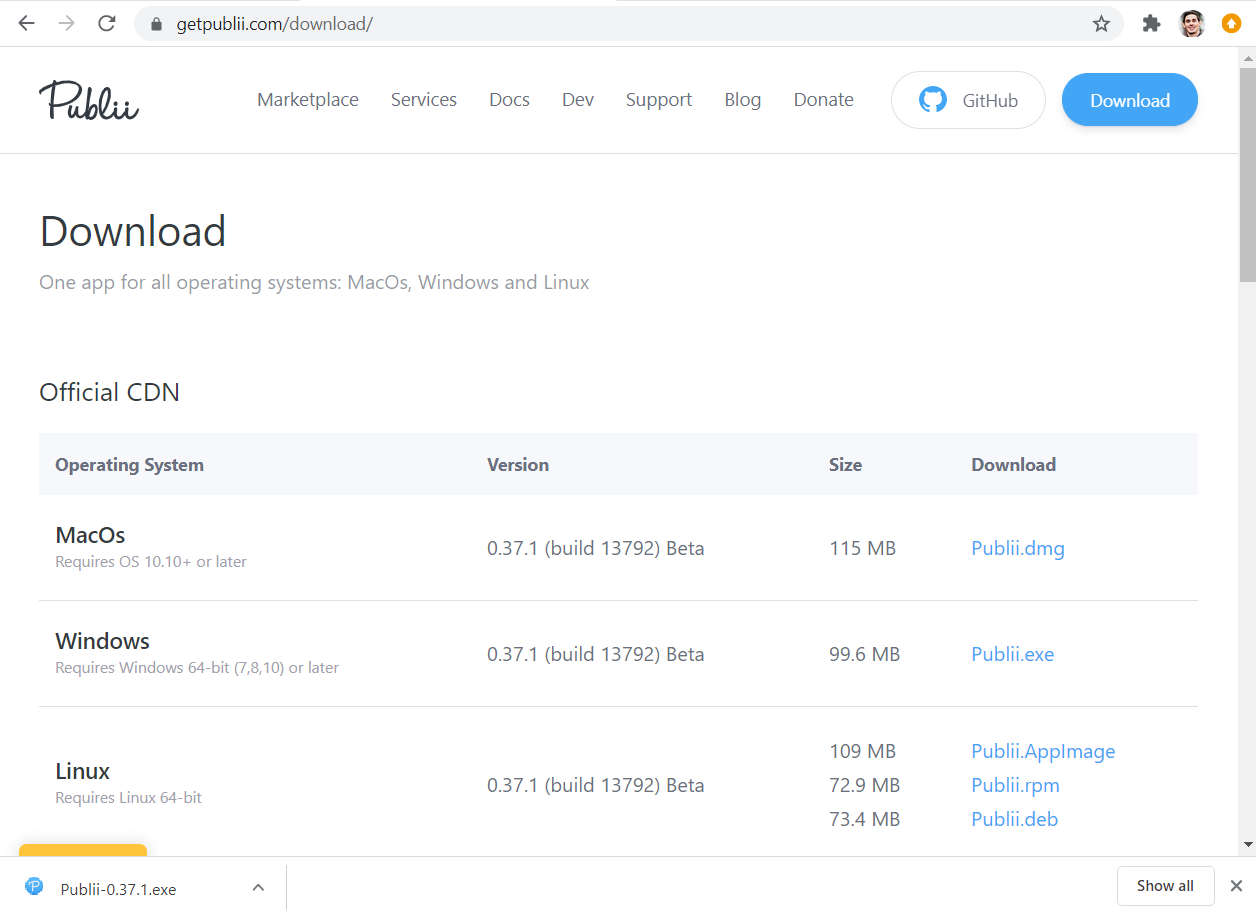 getpublii.com/download/
Publii Marketplace Services Docs Dev Support Blog Donate GitHub Download
Download
One app for all operating systems: MacOs, Windows and Linux
Official CDN
Operating System Version Size Download
MacOs
Requires OS 10.10+ or later
0.37.1 (build 13792) Beta 115 MB Publii.dmg
Windows
Requires Windows 64-bit (7,8,10) or later
0.37.1 (build 13792) Beta 99.6 MB Publii.exe
Linux
Requires Linux 64-bit
0.37.1 (build 13792) Beta
109 MB Publii.AppImage
72.9 MB Publii.rpm
73.4 MB Publii.deb
Publii-0.37.1.exe Show all